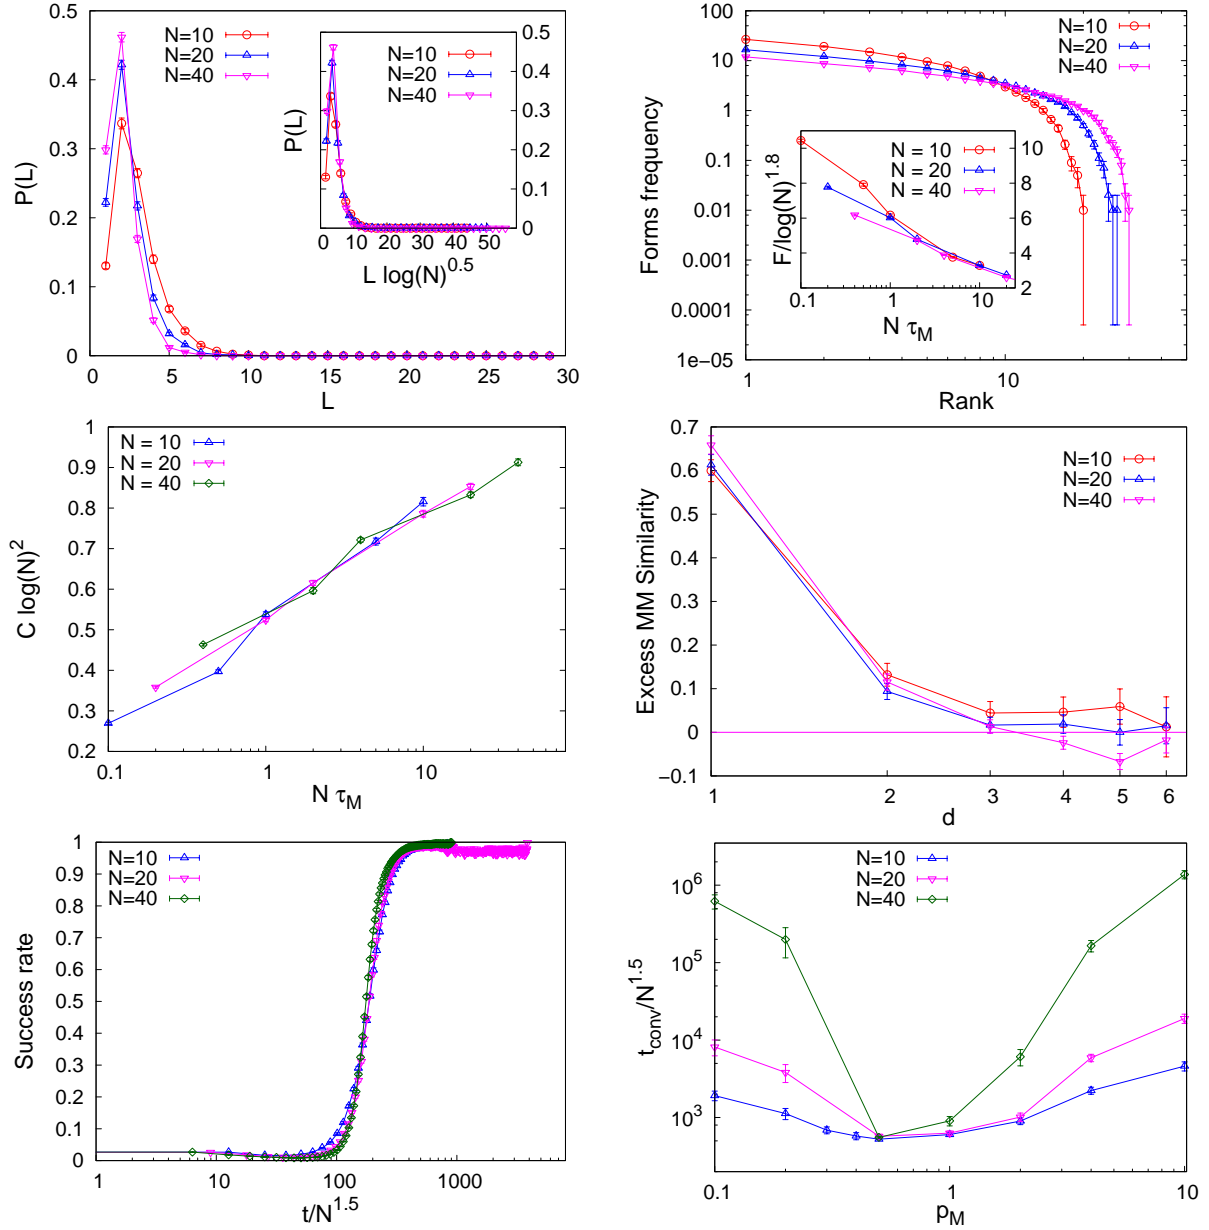 0.5
0.4
0.3
0.2
0.1
0
P(L)
N=10
N=20
N=40
0 5 10 15 20 25 30
L
N=10
N=20
N=40
P(L)
0.5
0.4
0.3
0.2
0.1
0
0 10 20 30 40 50
L log(N)^0.5
100
10
1
0.1
0.01
0.001
0.0001
1e−05
Forms frequency
N=10
N=20
N=40
1 10
Rank
N = 10
N = 20
N = 40
F/log(N)^1.8
10
8
6
4
2
0.1 1 10
N τ_M
1
0.9
0.8
0.7
0.6
0.5
0.4
0.3
0.2
C log(N)^2
N = 10
N = 20
N = 40
0.1 1 10
N τ_M
0.7
0.6
0.5
0.4
0.3
0.2
0.1
0
−0.1
Excess MM Similarity
N=10
N=20
N=40
1 2 3 4 5 6
d
1
0.9
0.8
0.7
0.6
0.5
0.4
0.3
0.2
0.1
0
Success rate
N=10
N=20
N=40
1 10 100 1000
t/N^1.5
10^6
10^5
10^4
10^3
t_conv/N^1.5
N=10
N=20
N=40
0.1 1 10
p_M